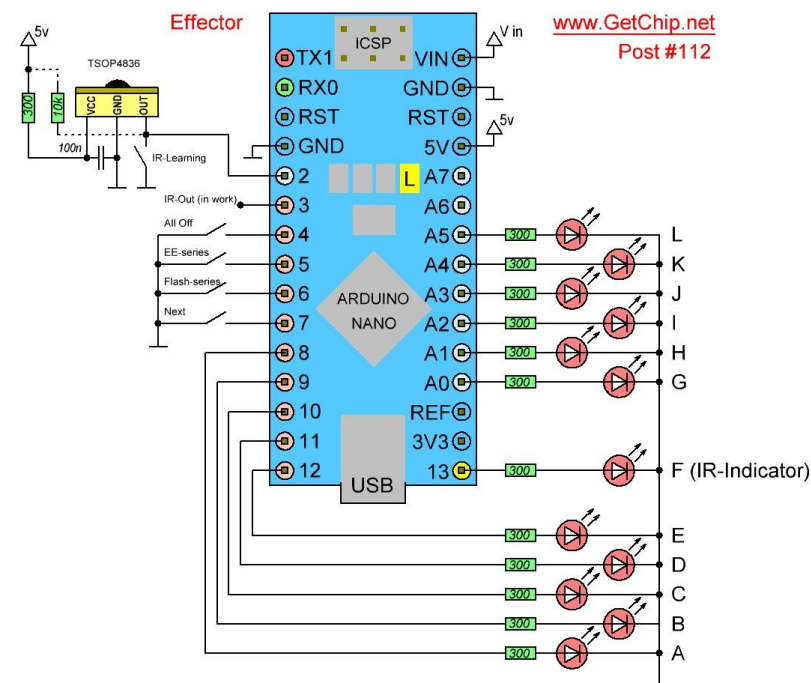 Effector
www.GetChip.net
Post #112
5v
TSOP4836
VCC
GND
OUT
300
10k
100n
IR-Learning
IR-Out (in work)
All Off
EE-series
Flash-series
Next
ICSP
TX1
RX0
RST
GND
2
3
4
5
6
7
8
9
10
11
12
VIN
GND
RST
5V
A7
A6
A5
A4
A3
A2
A1
A0
REF
3V3
13
V in
5v
L
ARDUINO
NANO
USB
300 L
300 K
300 J
300 I
300 H
300 G
300 F (IR-Indicator)
300 E
300 D
300 C
300 B
300 A